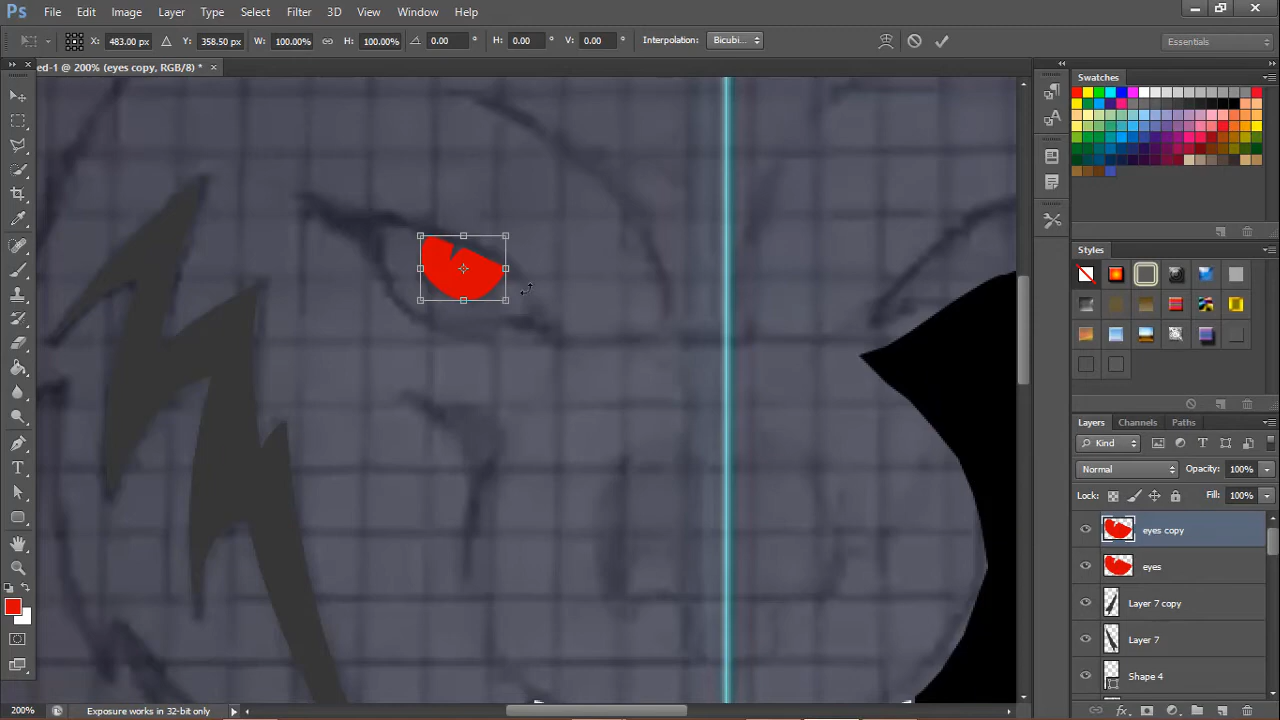 Ps File Edit Image Layer Type Select Filter 3D View Window Help
X: 483.00 px Y: 358.50 px W: 100.00% H: 100.00% 0.00 ° H: 0.00 ° V: 0.00 ° Interpolation: Bicubi... Essentials
ed-1 @ 200% (eyes copy, RGB/8) * ×
Swatches
Styles
Layers Channels Paths
Kind
Normal Opacity: 100%
Lock: Fill: 100%
eyes copy
eyes
Layer 7 copy
Layer 7
Shape 4
200% Exposure works in 32-bit only
fx